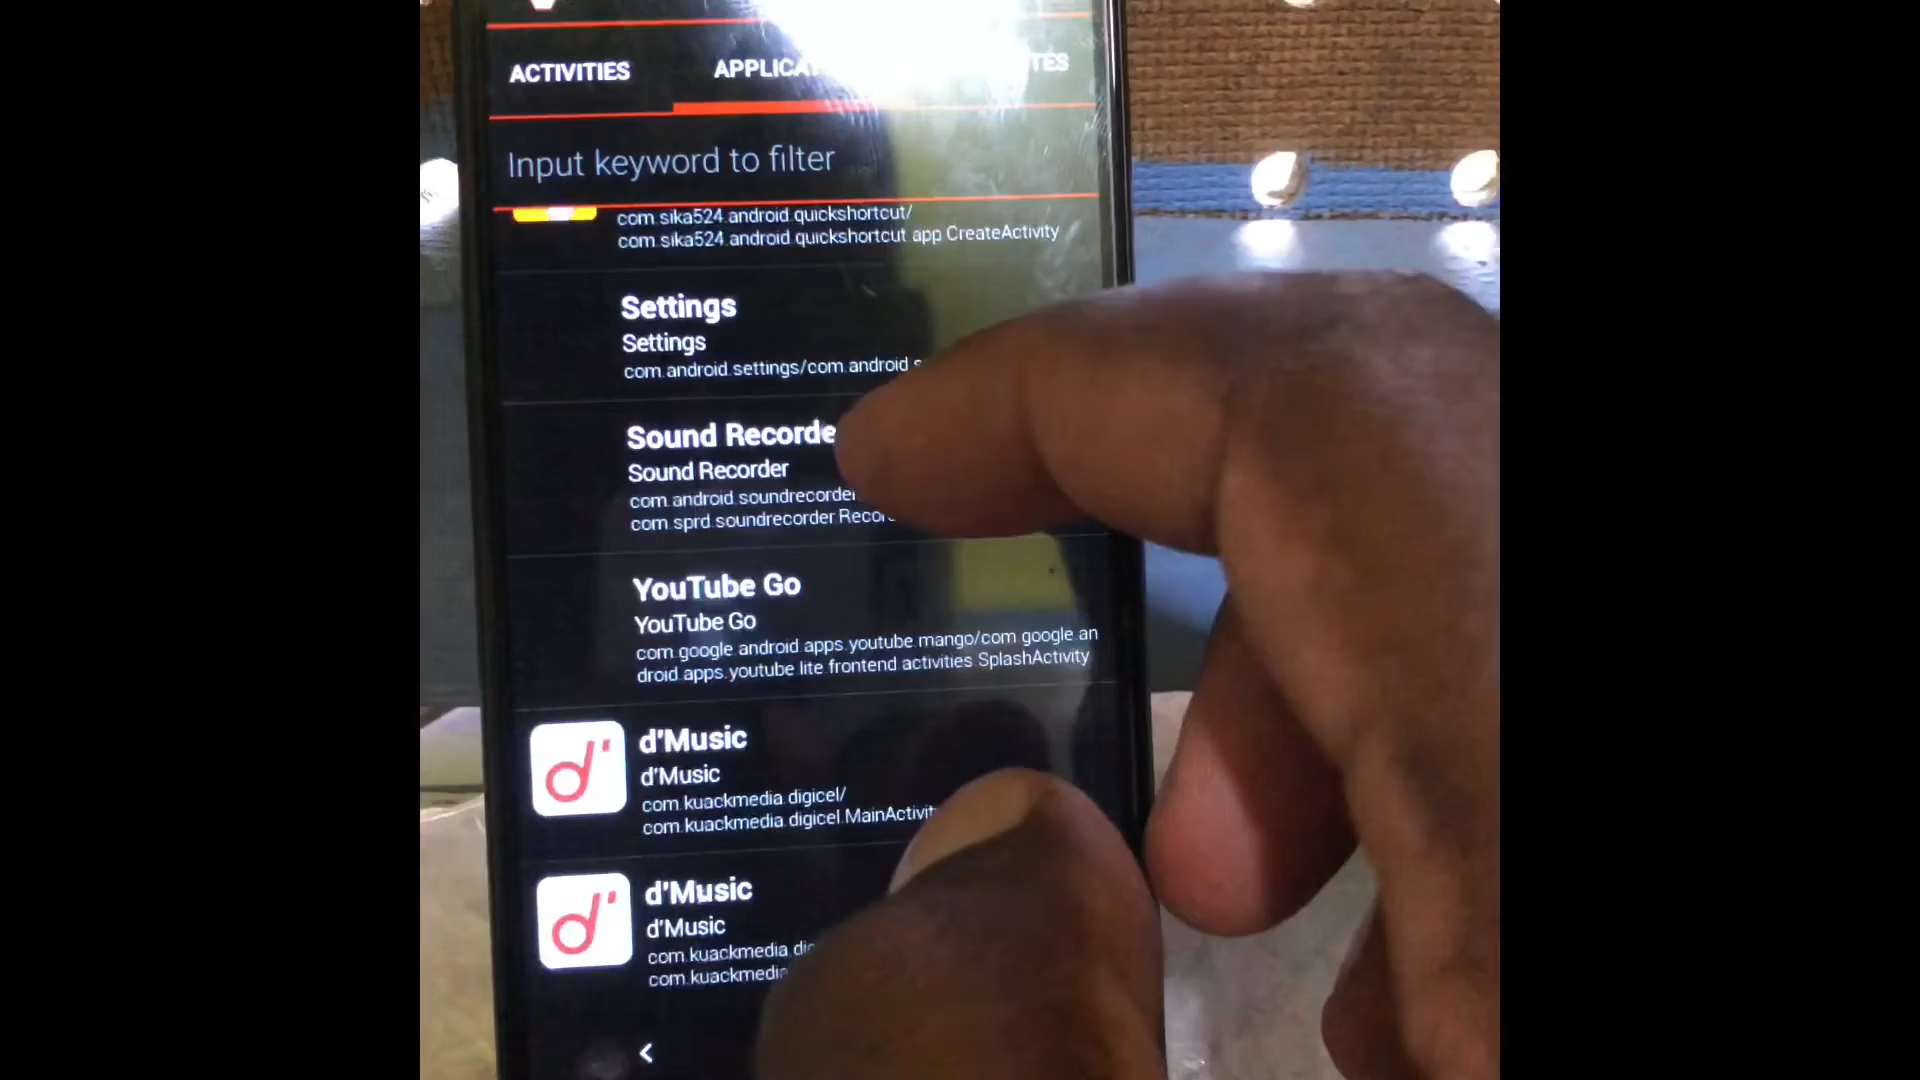 ACTIVITIES
Input keyword to filter
com.sika524.android.quickshortcut/
com.sika524.android.quickshortcut.app.CreateActivity
Settings
Settings
com.android.settings/com.android.s
Sound Recorde
Sound Recorder
com.android.soundrecorder
com.sprd.soundrecorder.Recor
YouTube Go
YouTube Go
com.google.android.apps.youtube.mango/com.google.an
droid.apps.youtube.lite.frontend.activities.SplashActivity
d'Music
d'Music
com.kuackmedia.digicel/
com.kuackmedia.digicel.MainActivit
d'Music
d'Music
com.kuackmedia.di
com.kuackmedia